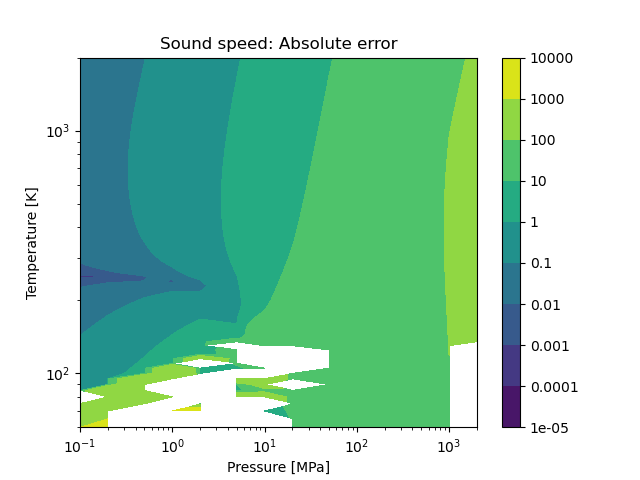 Sound speed: Absolute error
10000
1000
100
10
1
0.1
0.01
0.001
0.0001
1e-05
10³
10²
Temperature [K]
10⁻¹ 10⁰ 10¹ 10² 10³
Pressure [MPa]